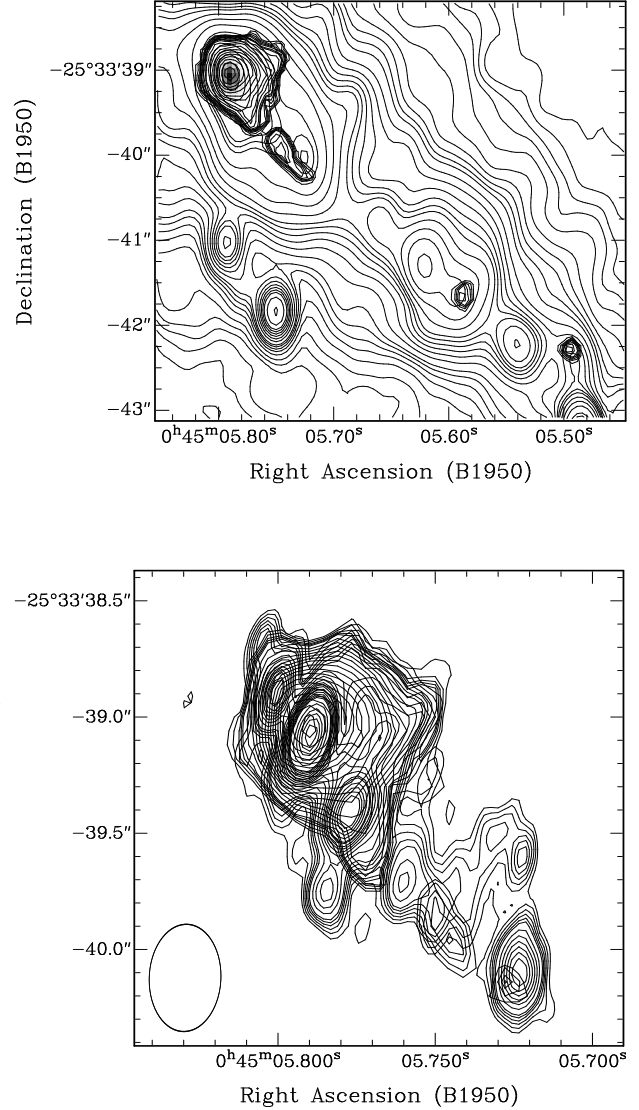 −25°33′39″
−40″
−41″
−42″
−43″
Declination (B1950)
0ʰ45ᵐ05.80ˢ 05.70ˢ 05.60ˢ 05.50ˢ
Right Ascension (B1950)
−25°33′38.5″
−39.0″
−39.5″
−40.0″
0ʰ45ᵐ05.800ˢ 05.750ˢ 05.700ˢ
Right Ascension (B1950)